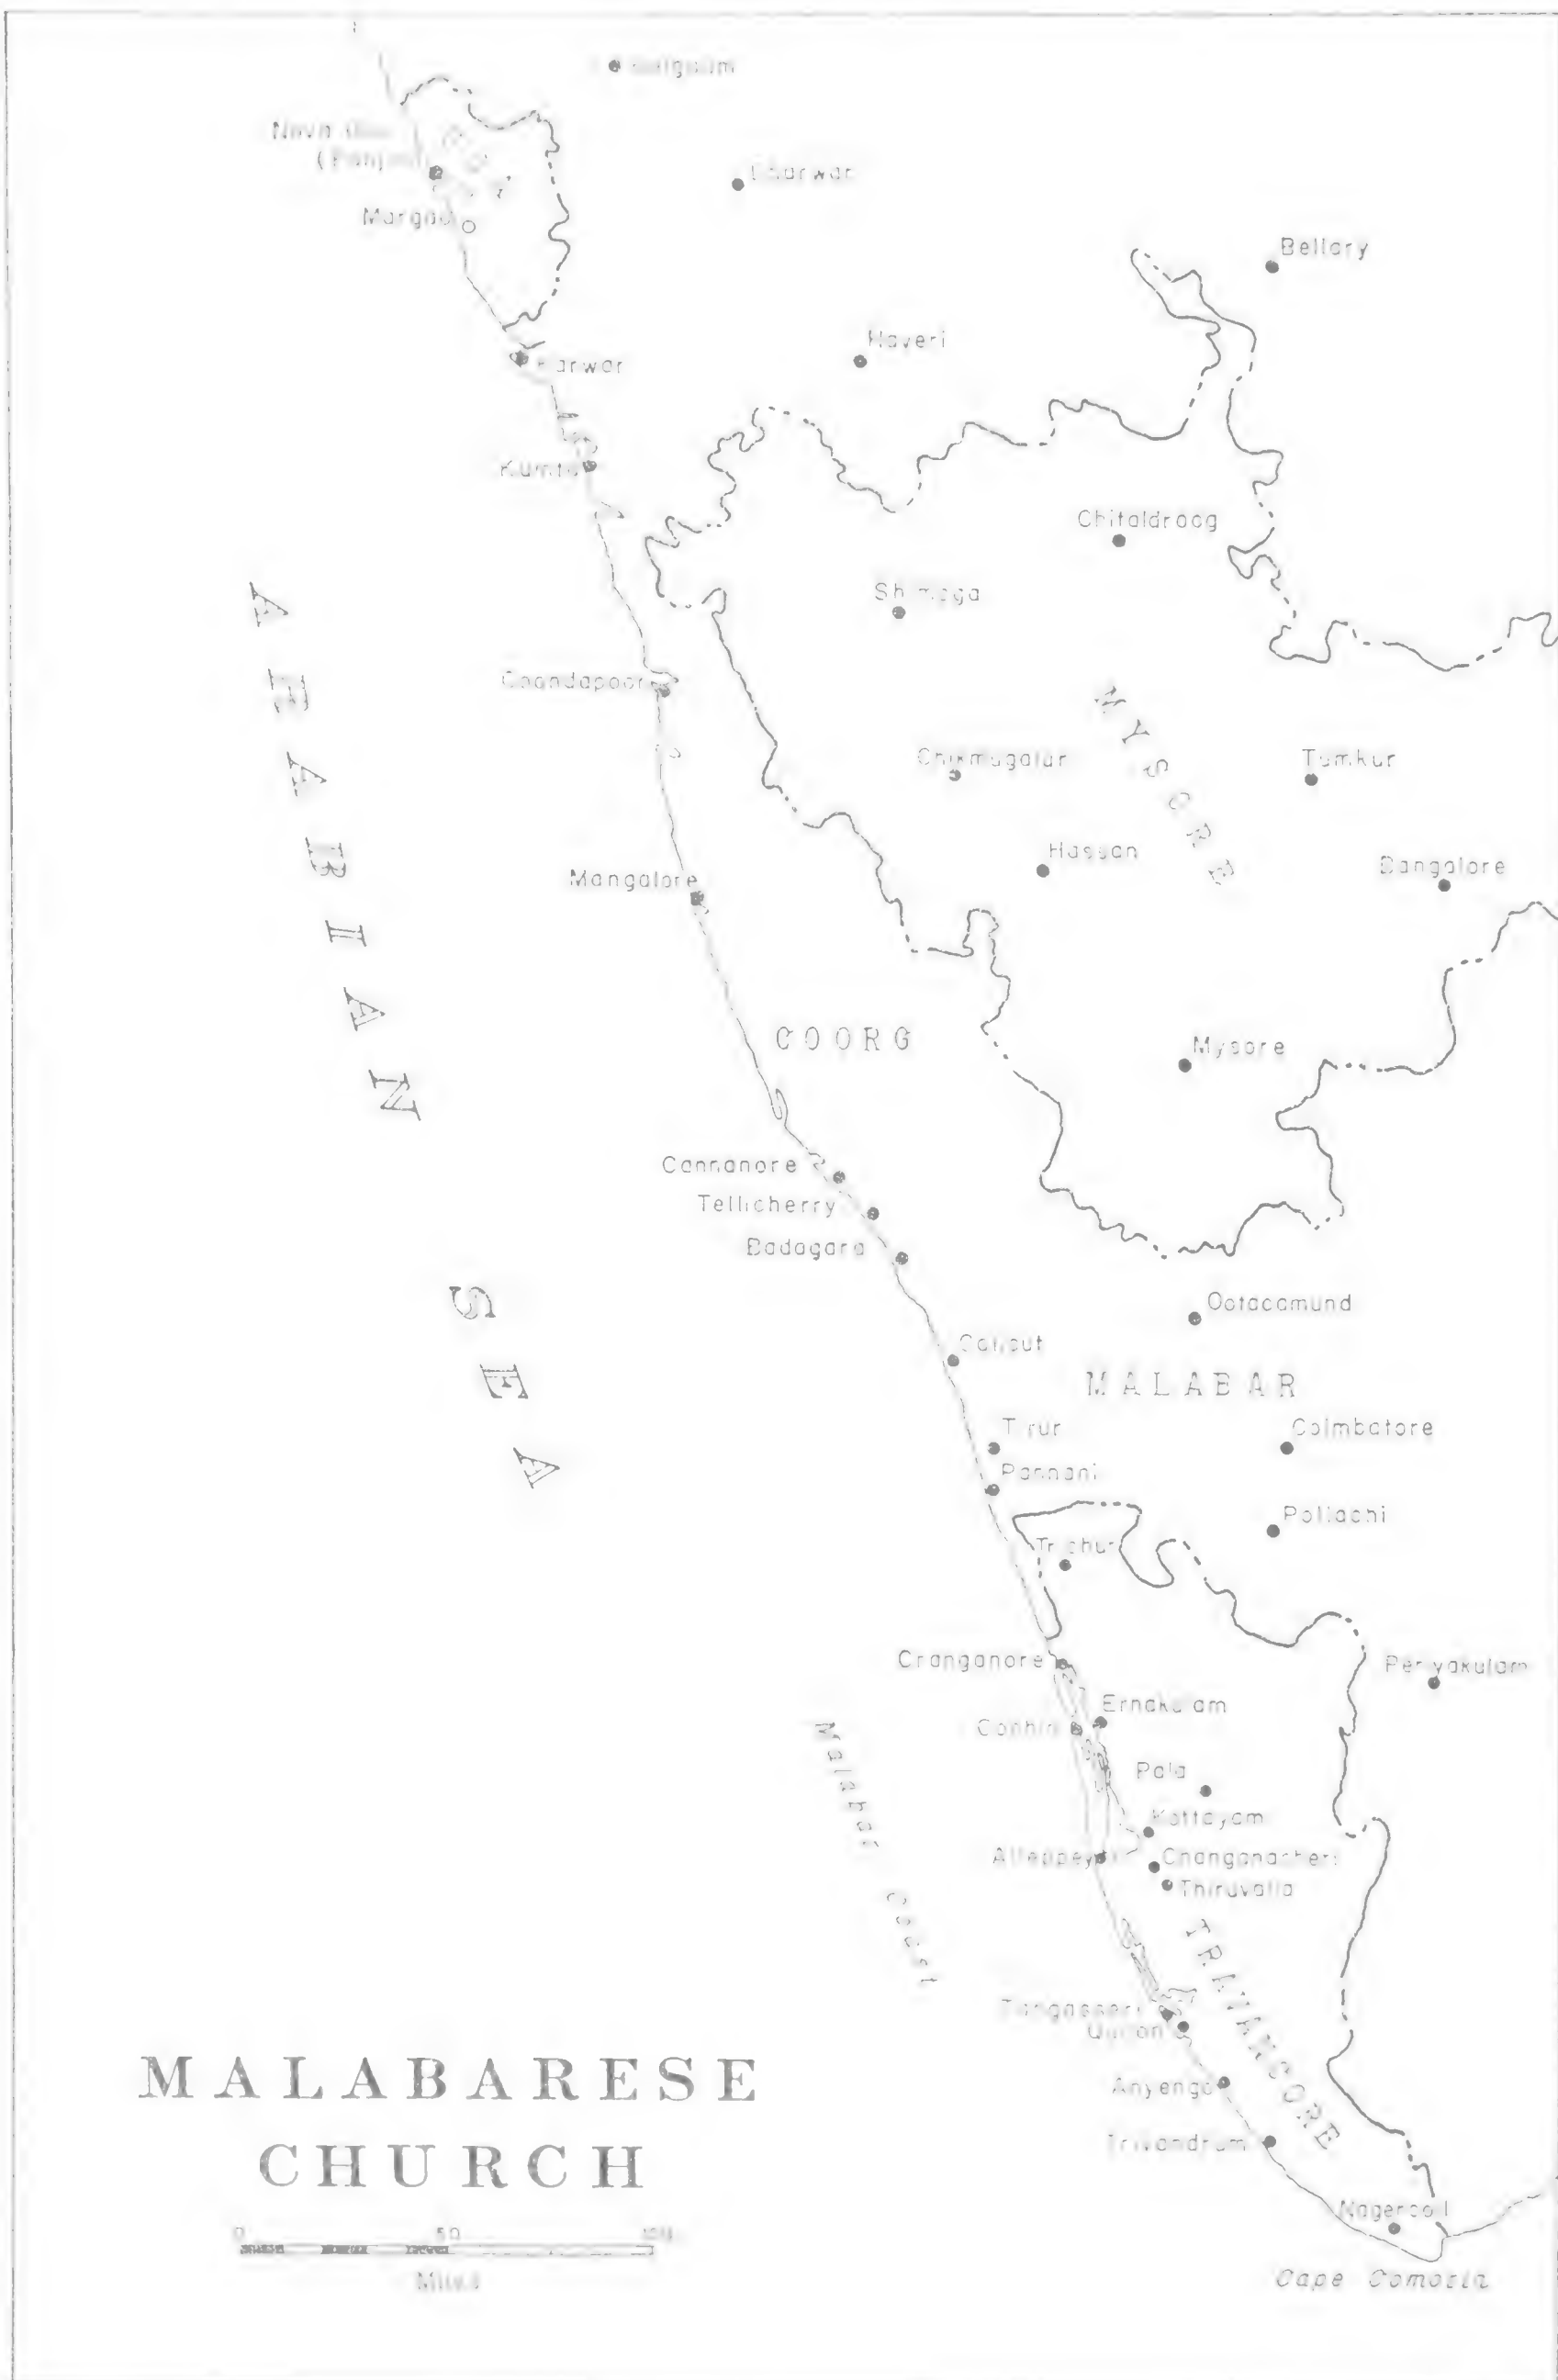 Belgaum
Nova Goa
(Panjim)
GOA
Dharwar
Margao
Bellary
Haveri
Karwar
Kumta
Chitaldroog
Shimoga
ARABIAN SEA
Coondapoor
MYSORE
Chikmugalur
Tumkur
Hassan
Bangalore
Mangalore
COORG
Mysore
Cannanore
Tellicherry
Badagara
Ootacamund
Calicut
MALABAR
Tirur
Coimbatore
Ponnani
Pollachi
Trichur
Cranganore
Periyakulam
Ernakulam
Cochin
Malabar Coast
Pala
Kottayam
Alleppey
Changanacheri
Thiruvalla
TRAVANCORE
Tangasseri
Quilon
Anyengo
Trivandrum
Nagercoil
Cape Comorin
MALABARESE
CHURCH
0 50 100
Miles